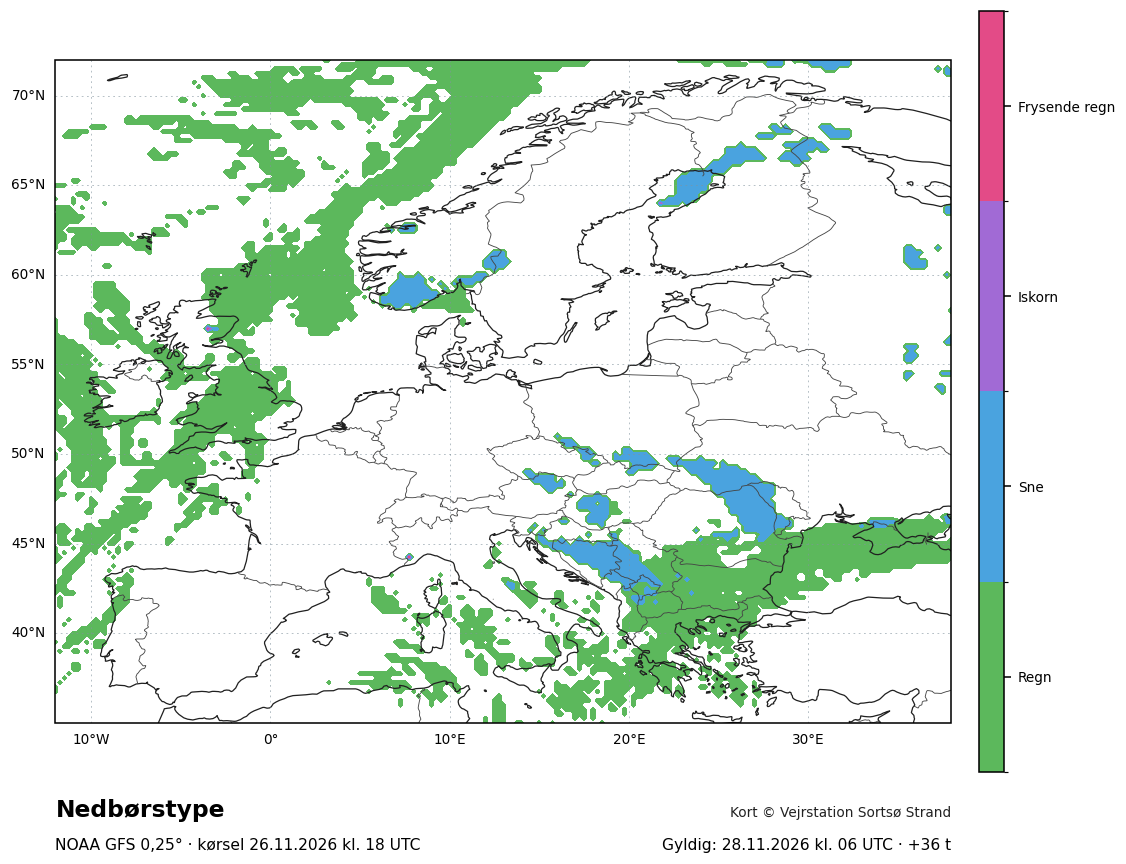 70°N
65°N
60°N
55°N
50°N
45°N
40°N
10°W
0°
10°E
20°E
30°E
Frysende regn
Iskorn
Sne
Regn
Nedbørstype
Kort © Vejrstation Sortsø Strand
NOAA GFS 0,25° · kørsel 26.11.2026 kl. 18 UTC
Gyldig: 28.11.2026 kl. 06 UTC · +36 t